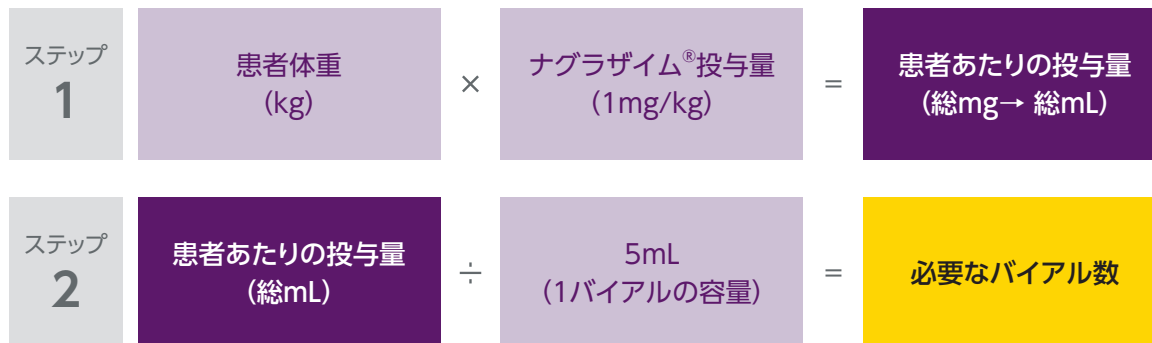 ステップ
1
患者体重
(kg)
×
ナグラザイム®投与量
(1mg/kg)
=
患者あたりの投与量
(総mg→ 総mL)
ステップ
2
患者あたりの投与量
(総mL)
÷
5mL
(1バイアルの容量)
=
必要なバイアル数